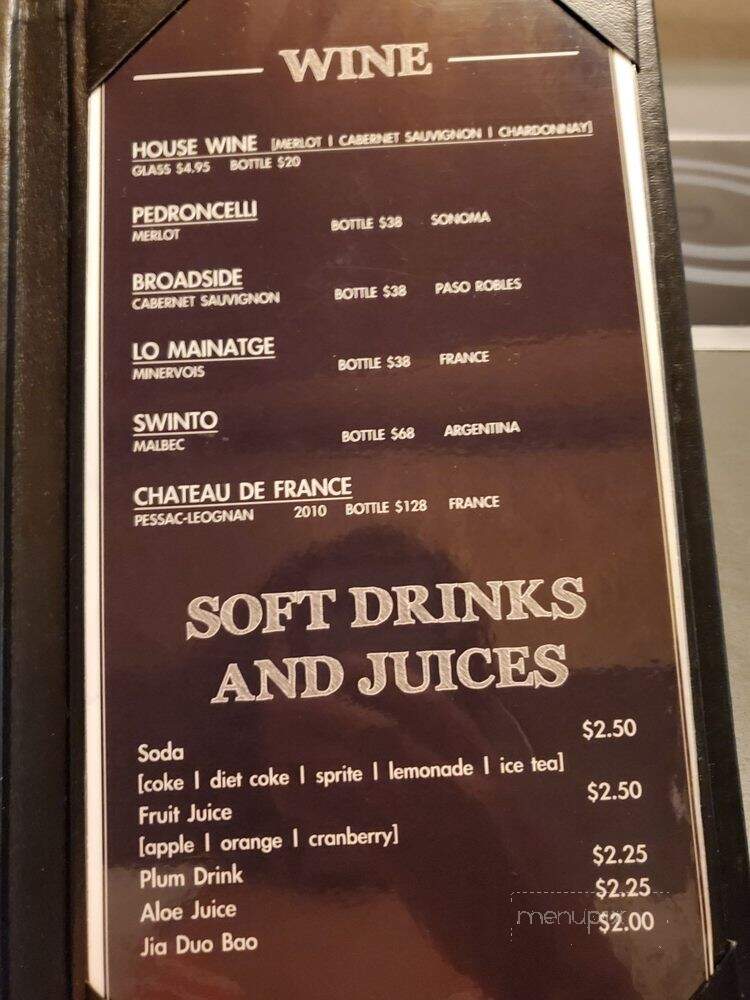 WINE
HOUSE WINE [MERLOT | CABERNET SAUVIGNON | CHARDONNAY]
GLASS $4.95 BOTTLE $20
PEDRONCELLI
MERLOT BOTTLE $38 SONOMA
BROADSIDE
CABERNET SAUVIGNON BOTTLE $38 PASO ROBLES
LO MAINATGE
MINERVOIS BOTTLE $38 FRANCE
SWINTO
MALBEC BOTTLE $68 ARGENTINA
CHATEAU DE FRANCE
PESSAC-LEOGNAN 2010 BOTTLE $128 FRANCE
SOFT DRINKS
AND JUICES
Soda $2.50
[coke | diet coke | sprite | lemonade | ice tea]
Fruit Juice $2.50
[apple | orange | cranberry]
Plum Drink $2.25
Aloe Juice $2.25
Jia Duo Bao $2.00